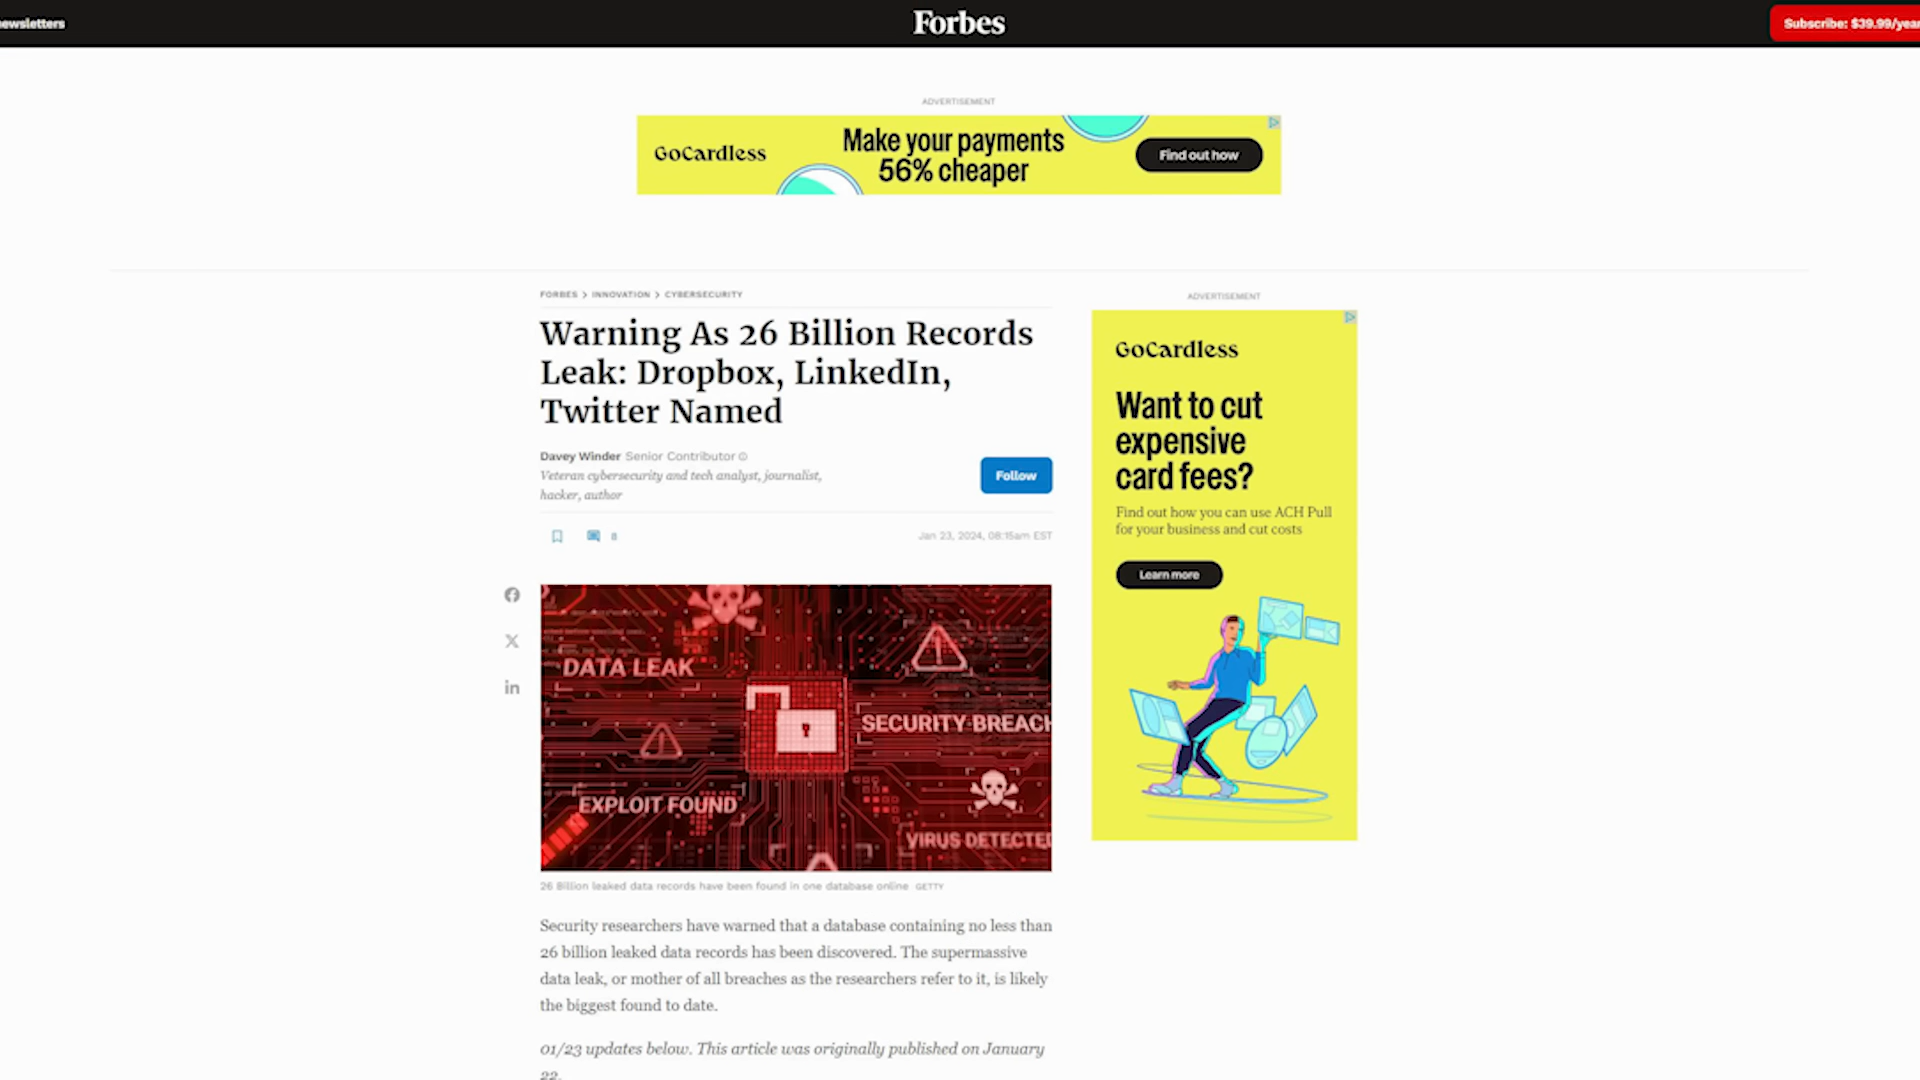 newsletters
Forbes
Subscribe: $39.99/year
ADVERTISEMENT
GoCardless
Make your payments
56% cheaper
Find out how
FORBES > INNOVATION > CYBERSECURITY
Warning As 26 Billion Records
Leak: Dropbox, LinkedIn,
Twitter Named
Davey Winder Senior Contributor
Veteran cybersecurity and tech analyst, journalist,
hacker, author
Follow
8
Jan 23, 2024, 08:15am EST
DATA LEAK
SECURITY BREACH
EXPLOIT FOUND
VIRUS DETECTED
26 Billion leaked data records have been found in one database online GETTY
Security researchers have warned that a database containing no less than
26 billion leaked data records has been discovered. The supermassive
data leak, or mother of all breaches as the researchers refer to it, is likely
the biggest found to date.
01/23 updates below. This article was originally published on January
22.
ADVERTISEMENT
GoCardless
Want to cut
expensive
card fees?
Find out how you can use ACH Pull
for your business and cut costs
Learn more